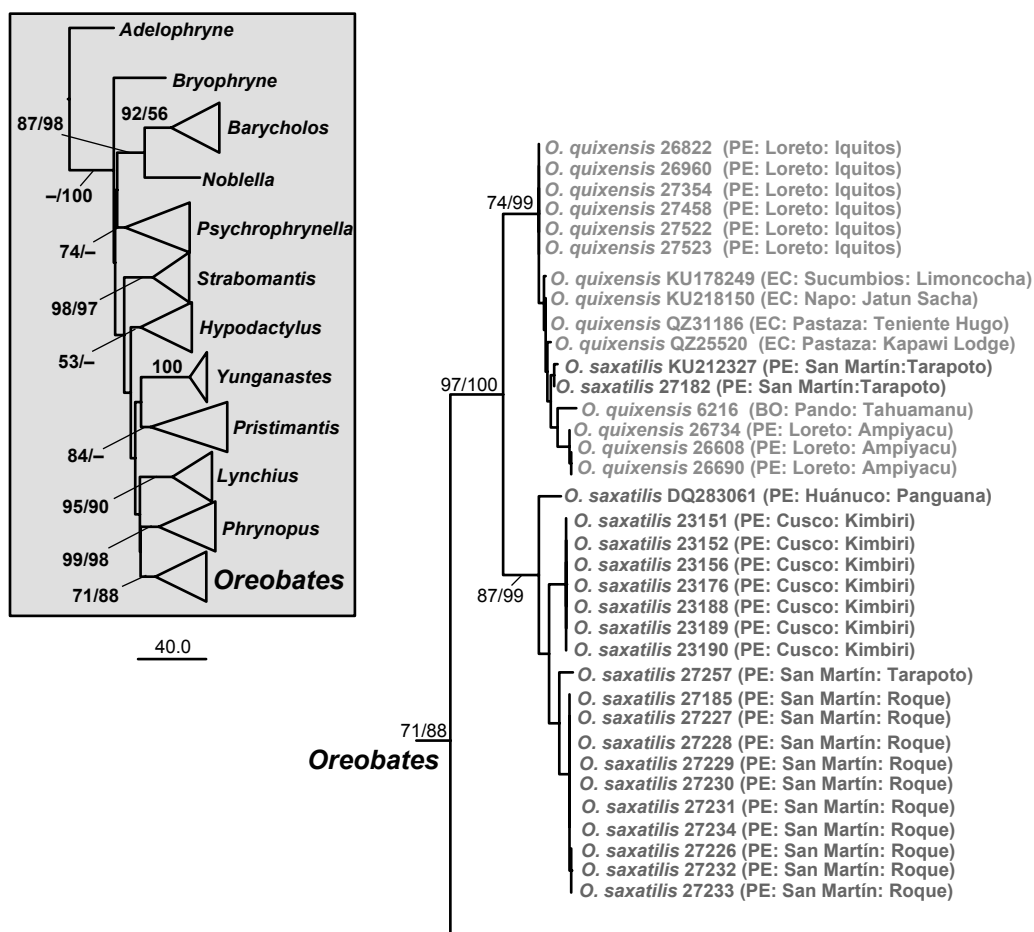 Adelophryne
Bryophryne
92/56
87/98
Barycholos
Noblella
–/100
Psychrophrynella
74/–
Strabomantis
98/97
Hypodactylus
53/–
100
Yunganastes
Pristimantis
84/–
Lynchius
95/90
Phrynopus
99/98
Oreobates
71/88
40.0
O. quixensis 26822 (PE: Loreto: Iquitos)
O. quixensis 26960 (PE: Loreto: Iquitos)
O. quixensis 27354 (PE: Loreto: Iquitos)
74/99
O. quixensis 27458 (PE: Loreto: Iquitos)
O. quixensis 27522 (PE: Loreto: Iquitos)
O. quixensis 27523 (PE: Loreto: Iquitos)
O. quixensis KU178249 (EC: Sucumbios: Limoncocha)
O. quixensis KU218150 (EC: Napo: Jatun Sacha)
O. quixensis QZ31186 (EC: Pastaza: Teniente Hugo)
O. quixensis QZ25520 (EC: Pastaza: Kapawi Lodge)
O. saxatilis KU212327 (PE: San Martín:Tarapoto)
97/100
O. saxatilis 27182 (PE: San Martín:Tarapoto)
O. quixensis 6216 (BO: Pando: Tahuamanu)
O. quixensis 26734 (PE: Loreto: Ampiyacu)
O. quixensis 26608 (PE: Loreto: Ampiyacu)
O. quixensis 26690 (PE: Loreto: Ampiyacu)
O. saxatilis DQ283061 (PE: Huánuco: Panguana)
O. saxatilis 23151 (PE: Cusco: Kimbiri)
O. saxatilis 23152 (PE: Cusco: Kimbiri)
O. saxatilis 23156 (PE: Cusco: Kimbiri)
O. saxatilis 23176 (PE: Cusco: Kimbiri)
87/99
O. saxatilis 23188 (PE: Cusco: Kimbiri)
O. saxatilis 23189 (PE: Cusco: Kimbiri)
O. saxatilis 23190 (PE: Cusco: Kimbiri)
O. saxatilis 27257 (PE: San Martín: Tarapoto)
O. saxatilis 27185 (PE: San Martín: Roque)
O. saxatilis 27227 (PE: San Martín: Roque)
71/88
Oreobates
O. saxatilis 27228 (PE: San Martín: Roque)
O. saxatilis 27229 (PE: San Martín: Roque)
O. saxatilis 27230 (PE: San Martín: Roque)
O. saxatilis 27231 (PE: San Martín: Roque)
O. saxatilis 27234 (PE: San Martín: Roque)
O. saxatilis 27226 (PE: San Martín: Roque)
O. saxatilis 27232 (PE: San Martín: Roque)
O. saxatilis 27233 (PE: San Martín: Roque)